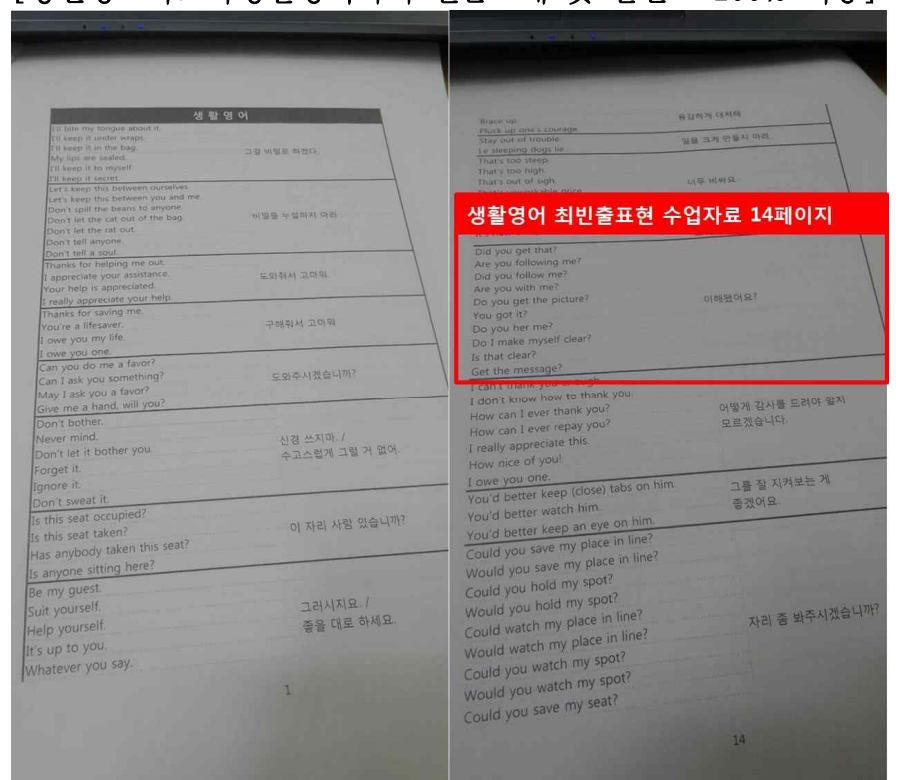 생활영어
I'll bite my tongue about it.
I'll keep it under wraps.
I'll keep it in the bag.
My lips are sealed.
I'll keep it to myself.
I'll keep it secret.
그걸 비밀로 하겠다.
Let's keep this between ourselves.
Let's keep this between you and me.
Don't spill the beans to anyone.
Don't let the cat out of the bag.
Don't let the rat out.
Don't tell anyone.
Don't tell a soul.
비밀을 누설하지 마라
Thanks for helping me out.
I appreciate your assistance.
Your help is appreciated.
I really appreciate your help.
도와줘서 고마워
Thanks for saving me.
You're a lifesaver.
I owe you my life.
I owe you one.
구해줘서 고마워
Can you do me a favor?
Can I ask you something?
May I ask you a favor?
Give me a hand, will you?
도와주시겠습니까?
Don't bother.
Never mind.
Don't let it bother you.
Forget it.
Ignore it.
Don't sweat it.
신경 쓰지마. /
수고스럽게 그럴 거 없어.
Is this seat occupied?
Is this seat taken?
Has anybody taken this seat?
Is anyone sitting here?
이 자리 사람 있습니까?
Be my guest.
Suit yourself.
Help yourself.
It's up to you.
Whatever you say.
그러시지요. /
좋을 대로 하세요.
1
Brace up.
Pluck up one's courage.
용감하게 대처해
Stay out of trouble.
Le sleeping dogs lie.
일을 크게 만들지 마라.
That's too steep.
That's too high.
That's out of sigh
너무 비싸요
생활영어 최빈출표현 수업자료 14페이지
Did you get that?
Are you following me?
Did you follow me?
Are you with me?
Do you get the picture?
You got it?
Do you her me?
Do I make myself clear?
Is that clear?
Get the message?
이해됐어요?
I can't thank you enough.
I don't know how to thank you.
How can I ever thank you?
How can I ever repay you?
I really appreciate this.
How nice of you!
I owe you one.
어떻게 감사를 드려야 할지
모르겠습니다.
You'd better keep (close) tabs on him.
You'd better watch him.
You'd better keep an eye on him.
그를 잘 지켜보는 게
좋겠어요.
Could you save my place in line?
Would you save my place in line?
Could you hold my spot?
Would you hold my spot?
Could watch my place in line?
Would watch my place in line?
Could you watch my spot?
Would you watch my spot?
Could you save my seat?
자리 좀 봐주시겠습니까?
14